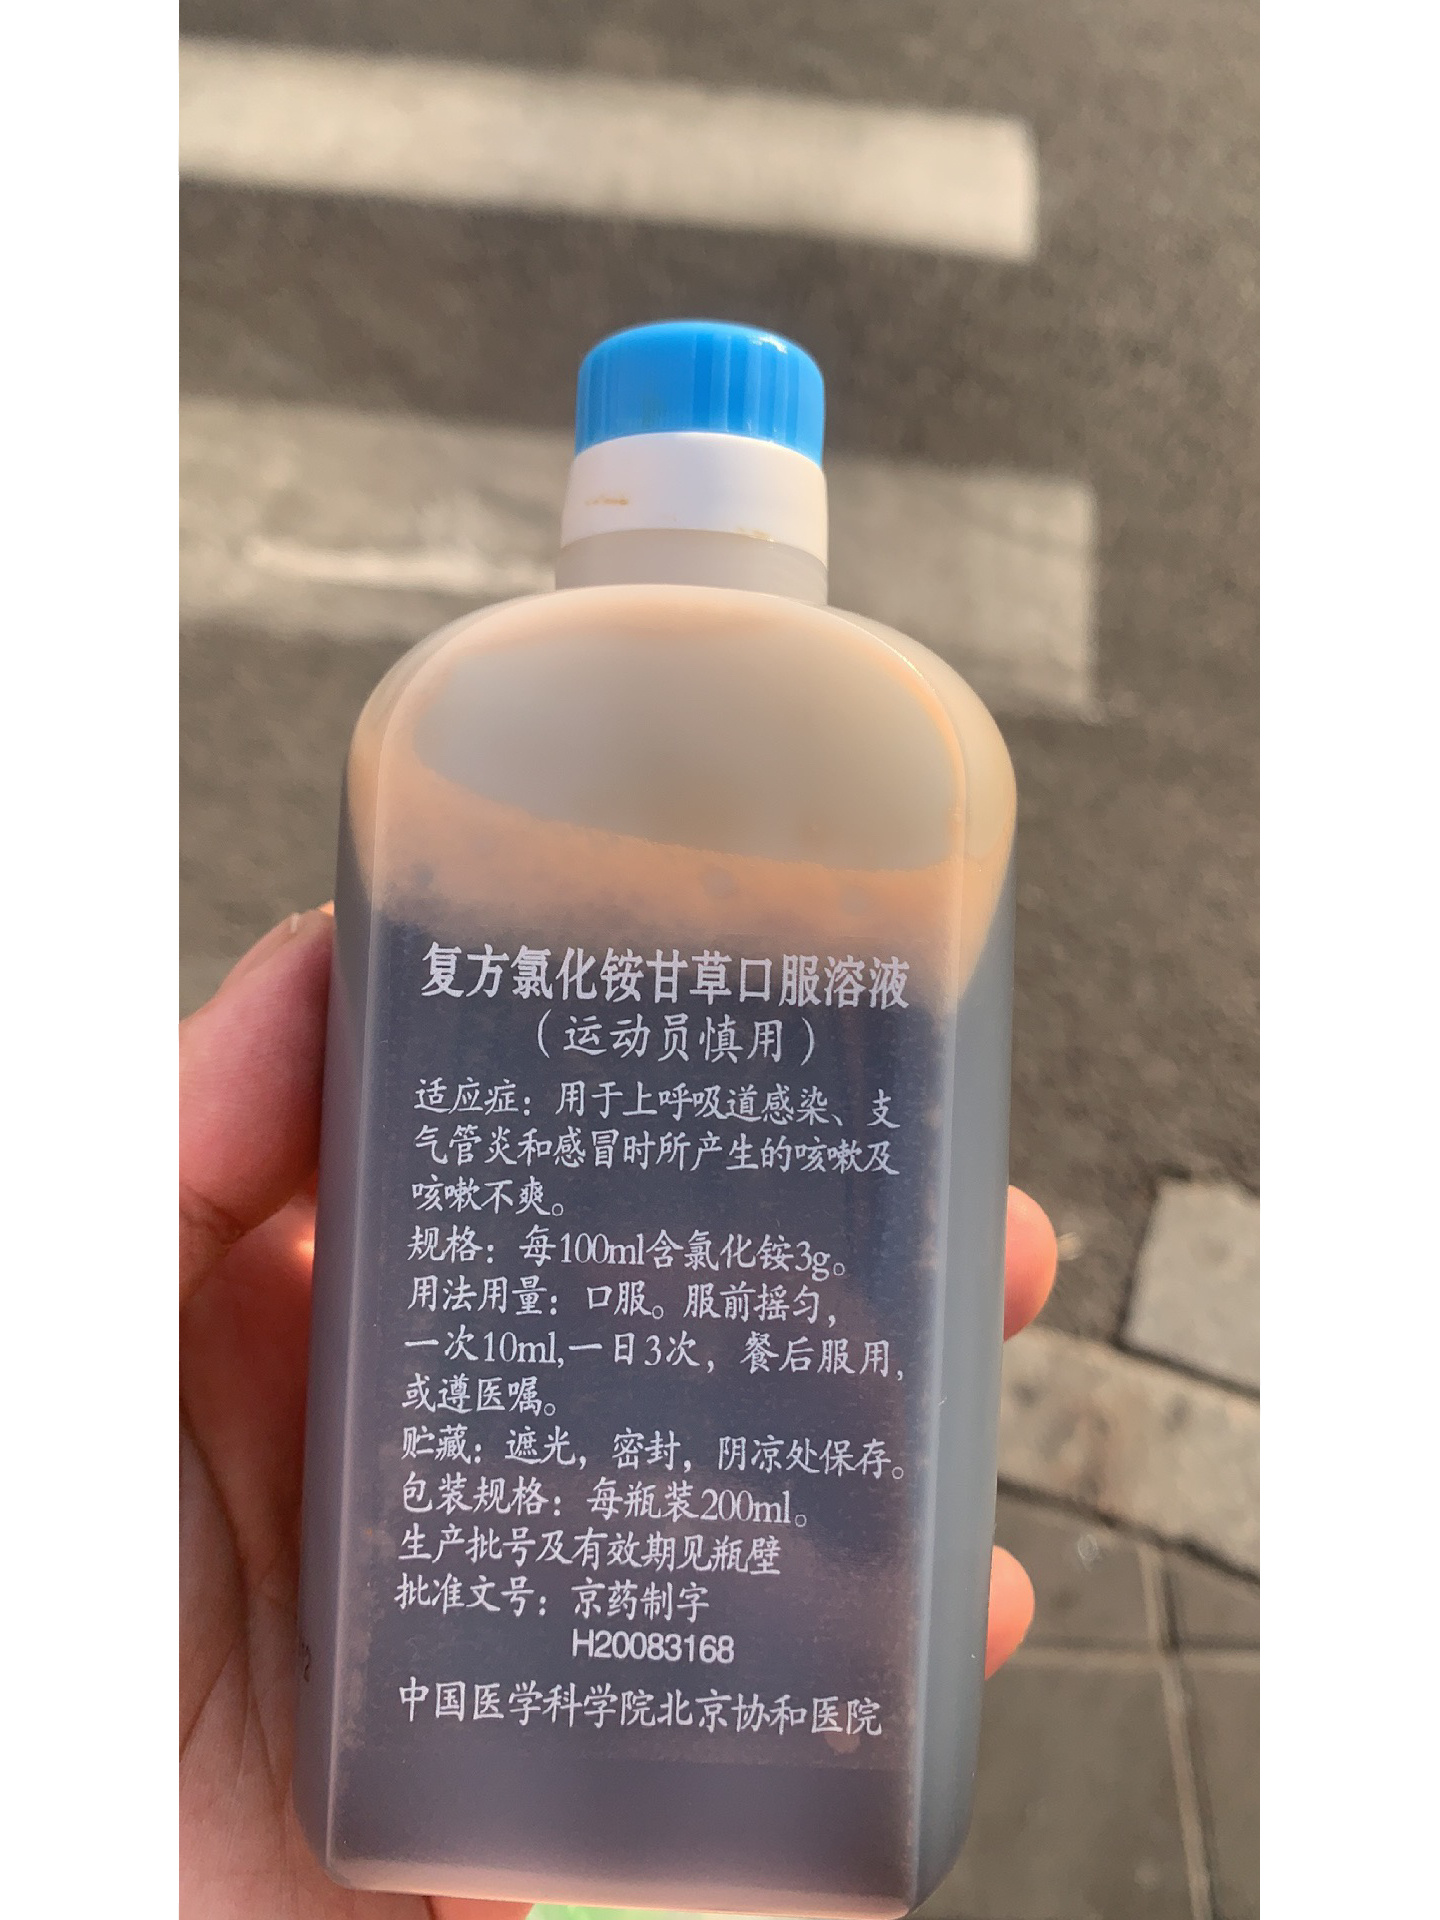 复方氯化铵甘草口服溶液
（运动员慎用）
适应症：用于上呼吸道感染、支
气管炎和感冒时所产生的咳嗽及
咳嗽不爽。
规格：每100ml含氯化铵3g。
用法用量：口服。服前摇匀，
一次10ml,一日3次，餐后服用，
或遵医嘱。
贮藏：遮光，密封，阴凉处保存。
包装规格：每瓶装200ml。
生产批号及有效期见瓶壁
批准文号：京药制字
H20083168
中国医学科学院北京协和医院